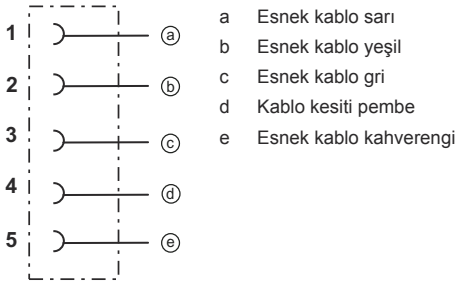 1 a
2 b
3 c
4 d
5 e
a Esnek kablo sarı
b Esnek kablo yeşil
c Esnek kablo gri
d Kablo kesiti pembe
e Esnek kablo kahverengi